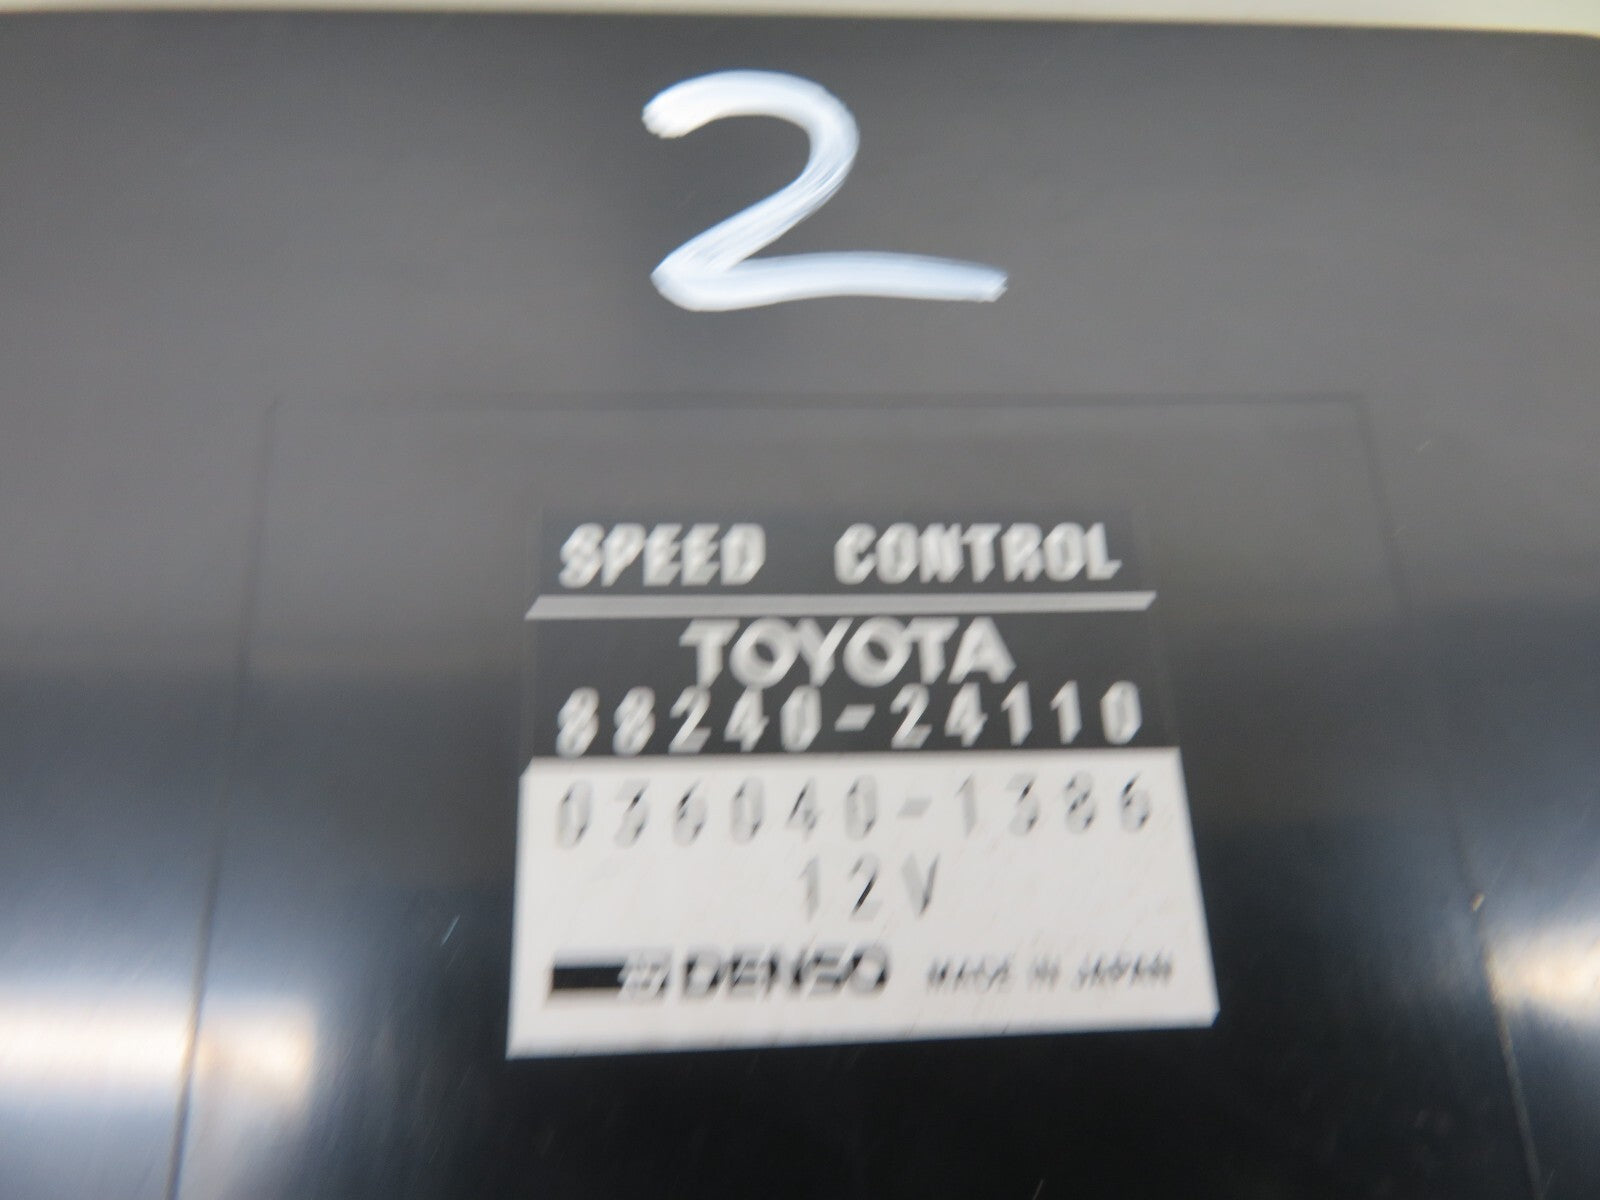 2
SPEED CONTROL
TOYOTA
88240-24110
036040-1386
12V
DENSO MADE IN JAPAN